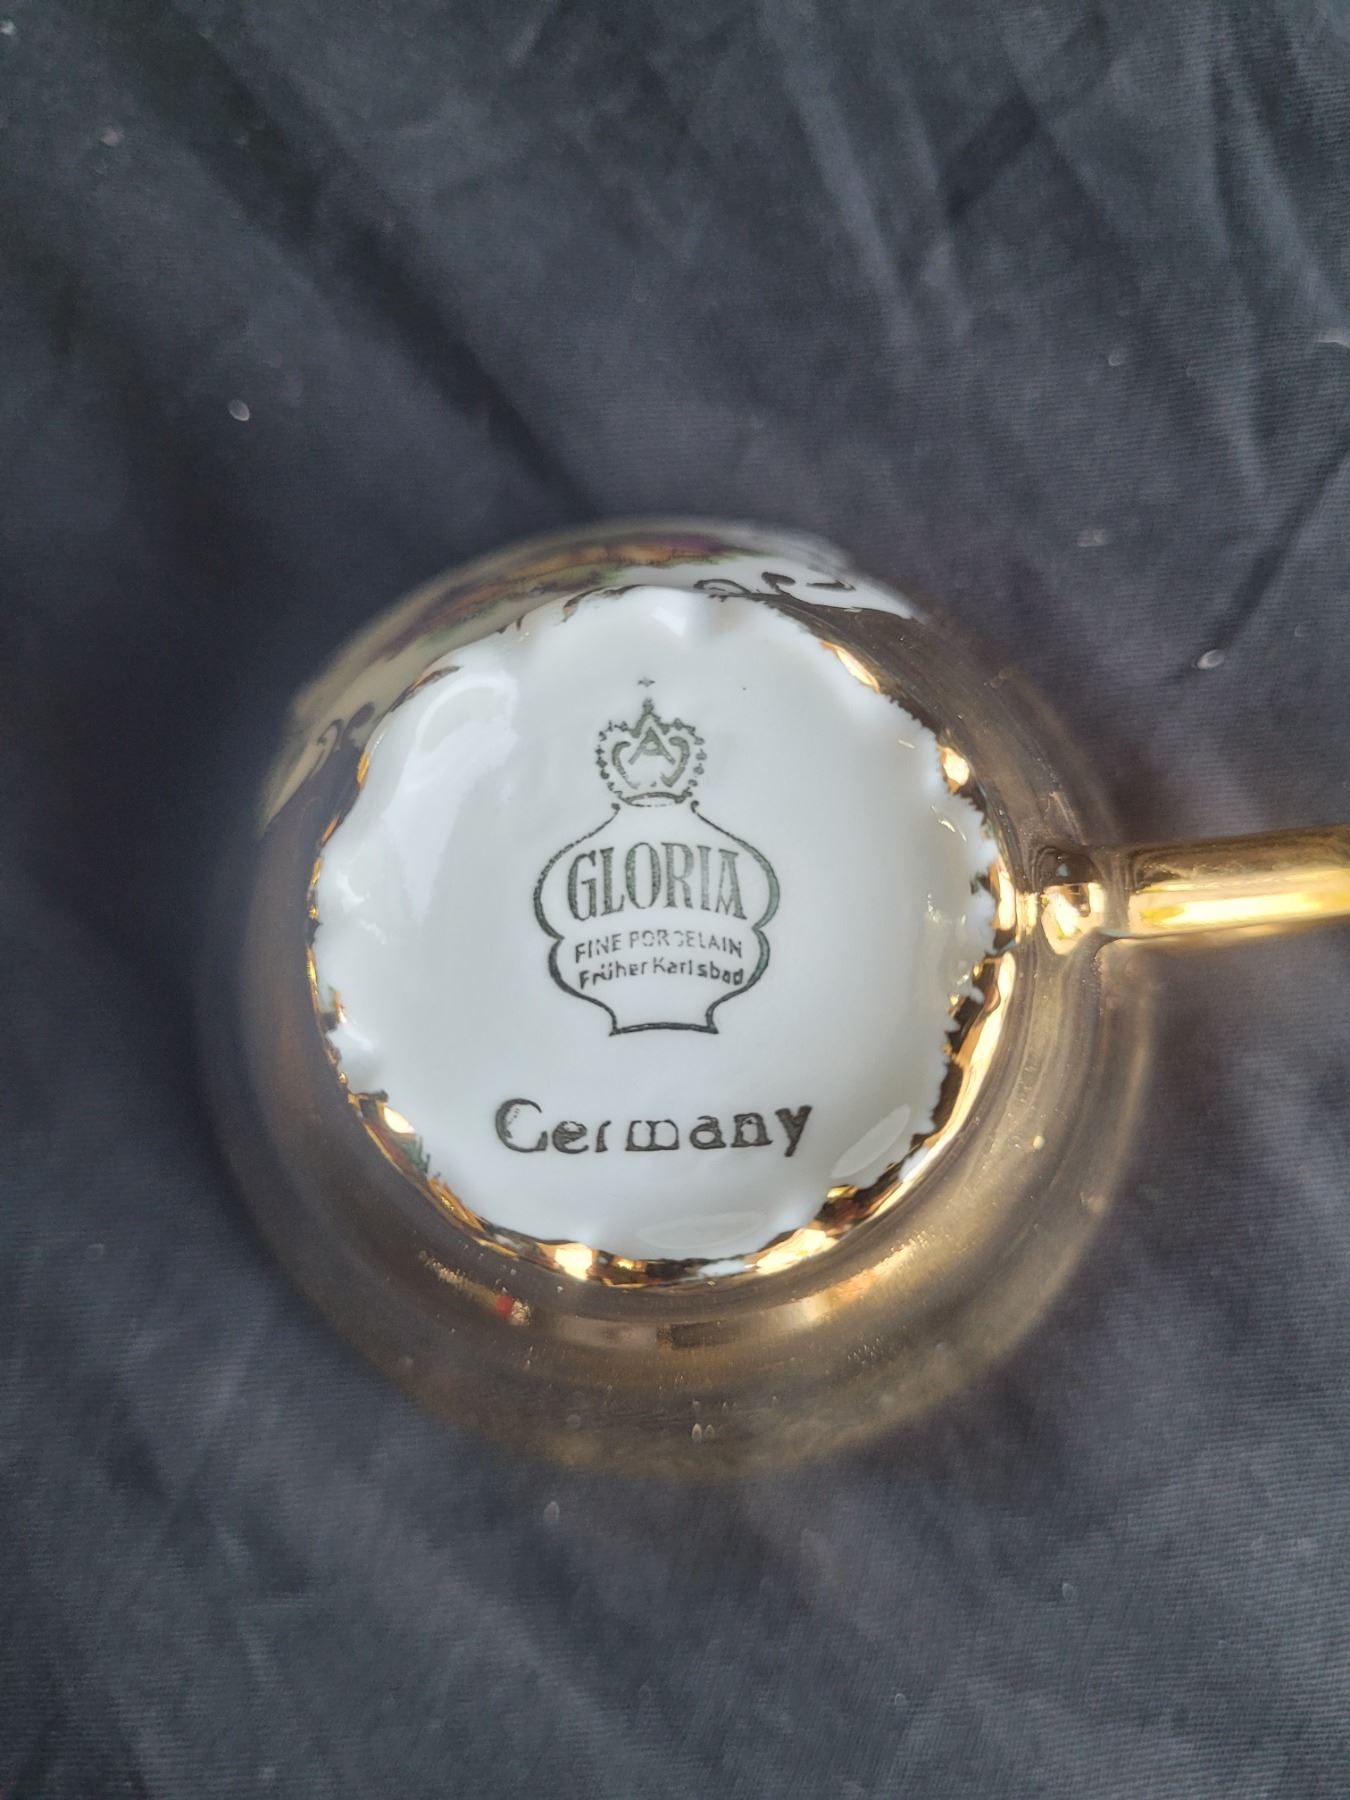 A
GLORIA
FINE PORCELAIN
Früher Karlsbad
Germany